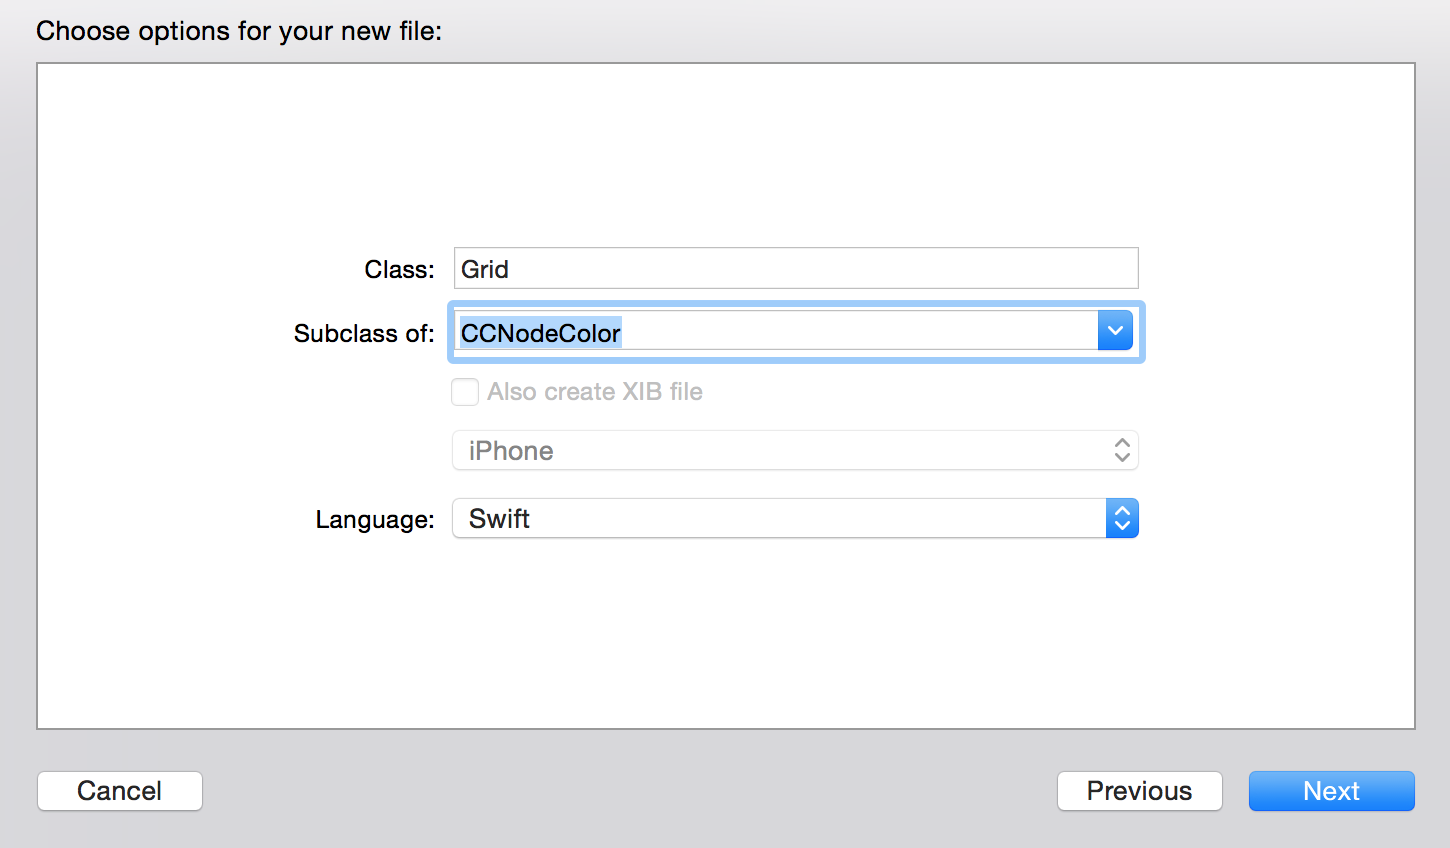 Choose options for your new file:
Class: Grid
Subclass of: CCNodeColor
Also create XIB file
iPhone
Language: Swift
Cancel Previous Next